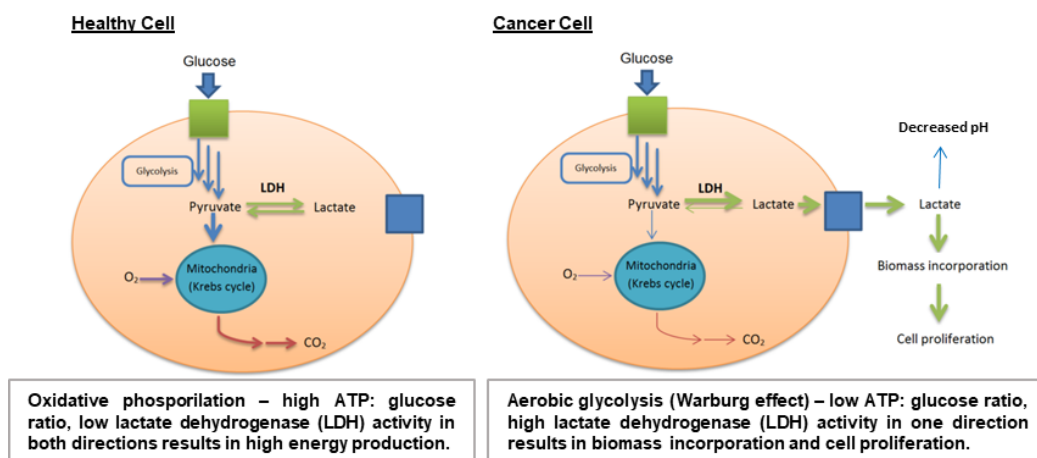 Healthy Cell
Glucose
Glycolysis
LDH
Pyruvate
Lactate
O₂
Mitochondria
(Krebs cycle)
CO₂
Oxidative phosporilation – high ATP: glucose
ratio, low lactate dehydrogenase (LDH) activity in
both directions results in high energy production.
Cancer Cell
Glucose
Decreased pH
Glycolysis
LDH
Pyruvate
Lactate
Lactate
O₂
Mitochondria
(Krebs cycle)
Biomass incorporation
CO₂
Cell proliferation
Aerobic glycolysis (Warburg effect) – low ATP: glucose ratio,
high lactate dehydrogenase (LDH) activity in one direction
results in biomass incorporation and cell proliferation.